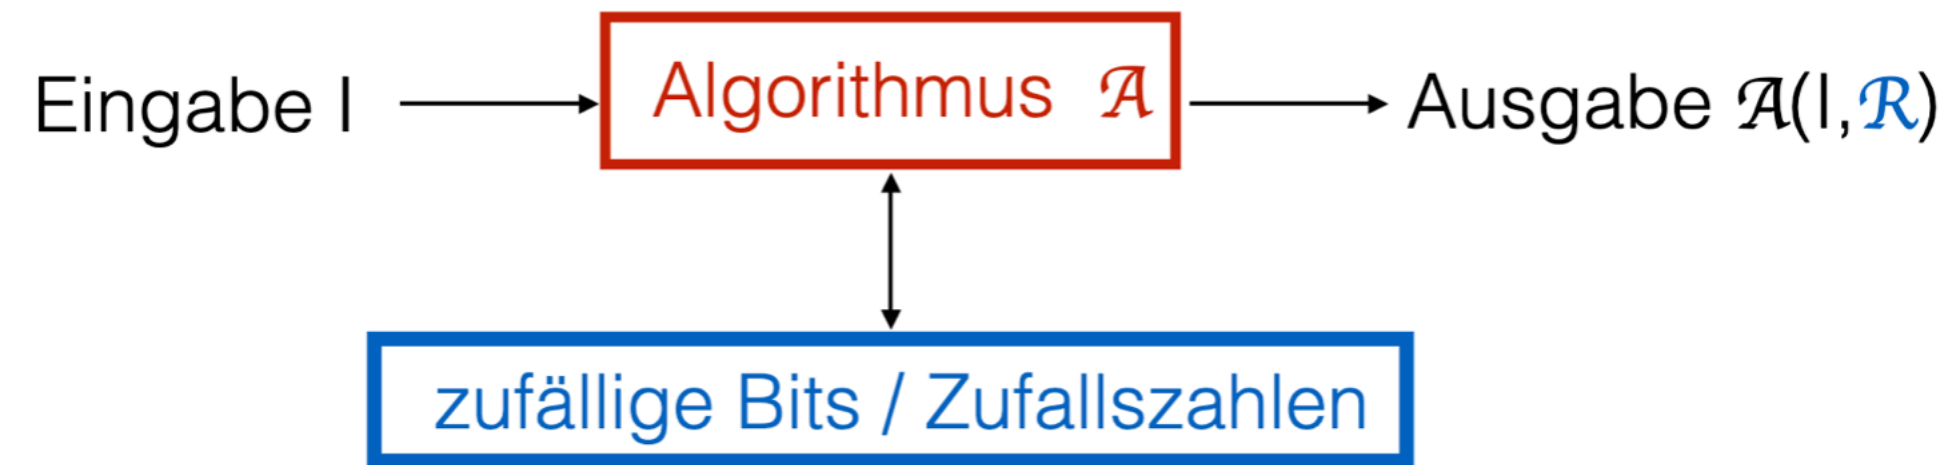 Eingabe I
Algorithmus 𝒜
Ausgabe 𝒜(I,ℛ)
zufällige Bits / Zufallszahlen